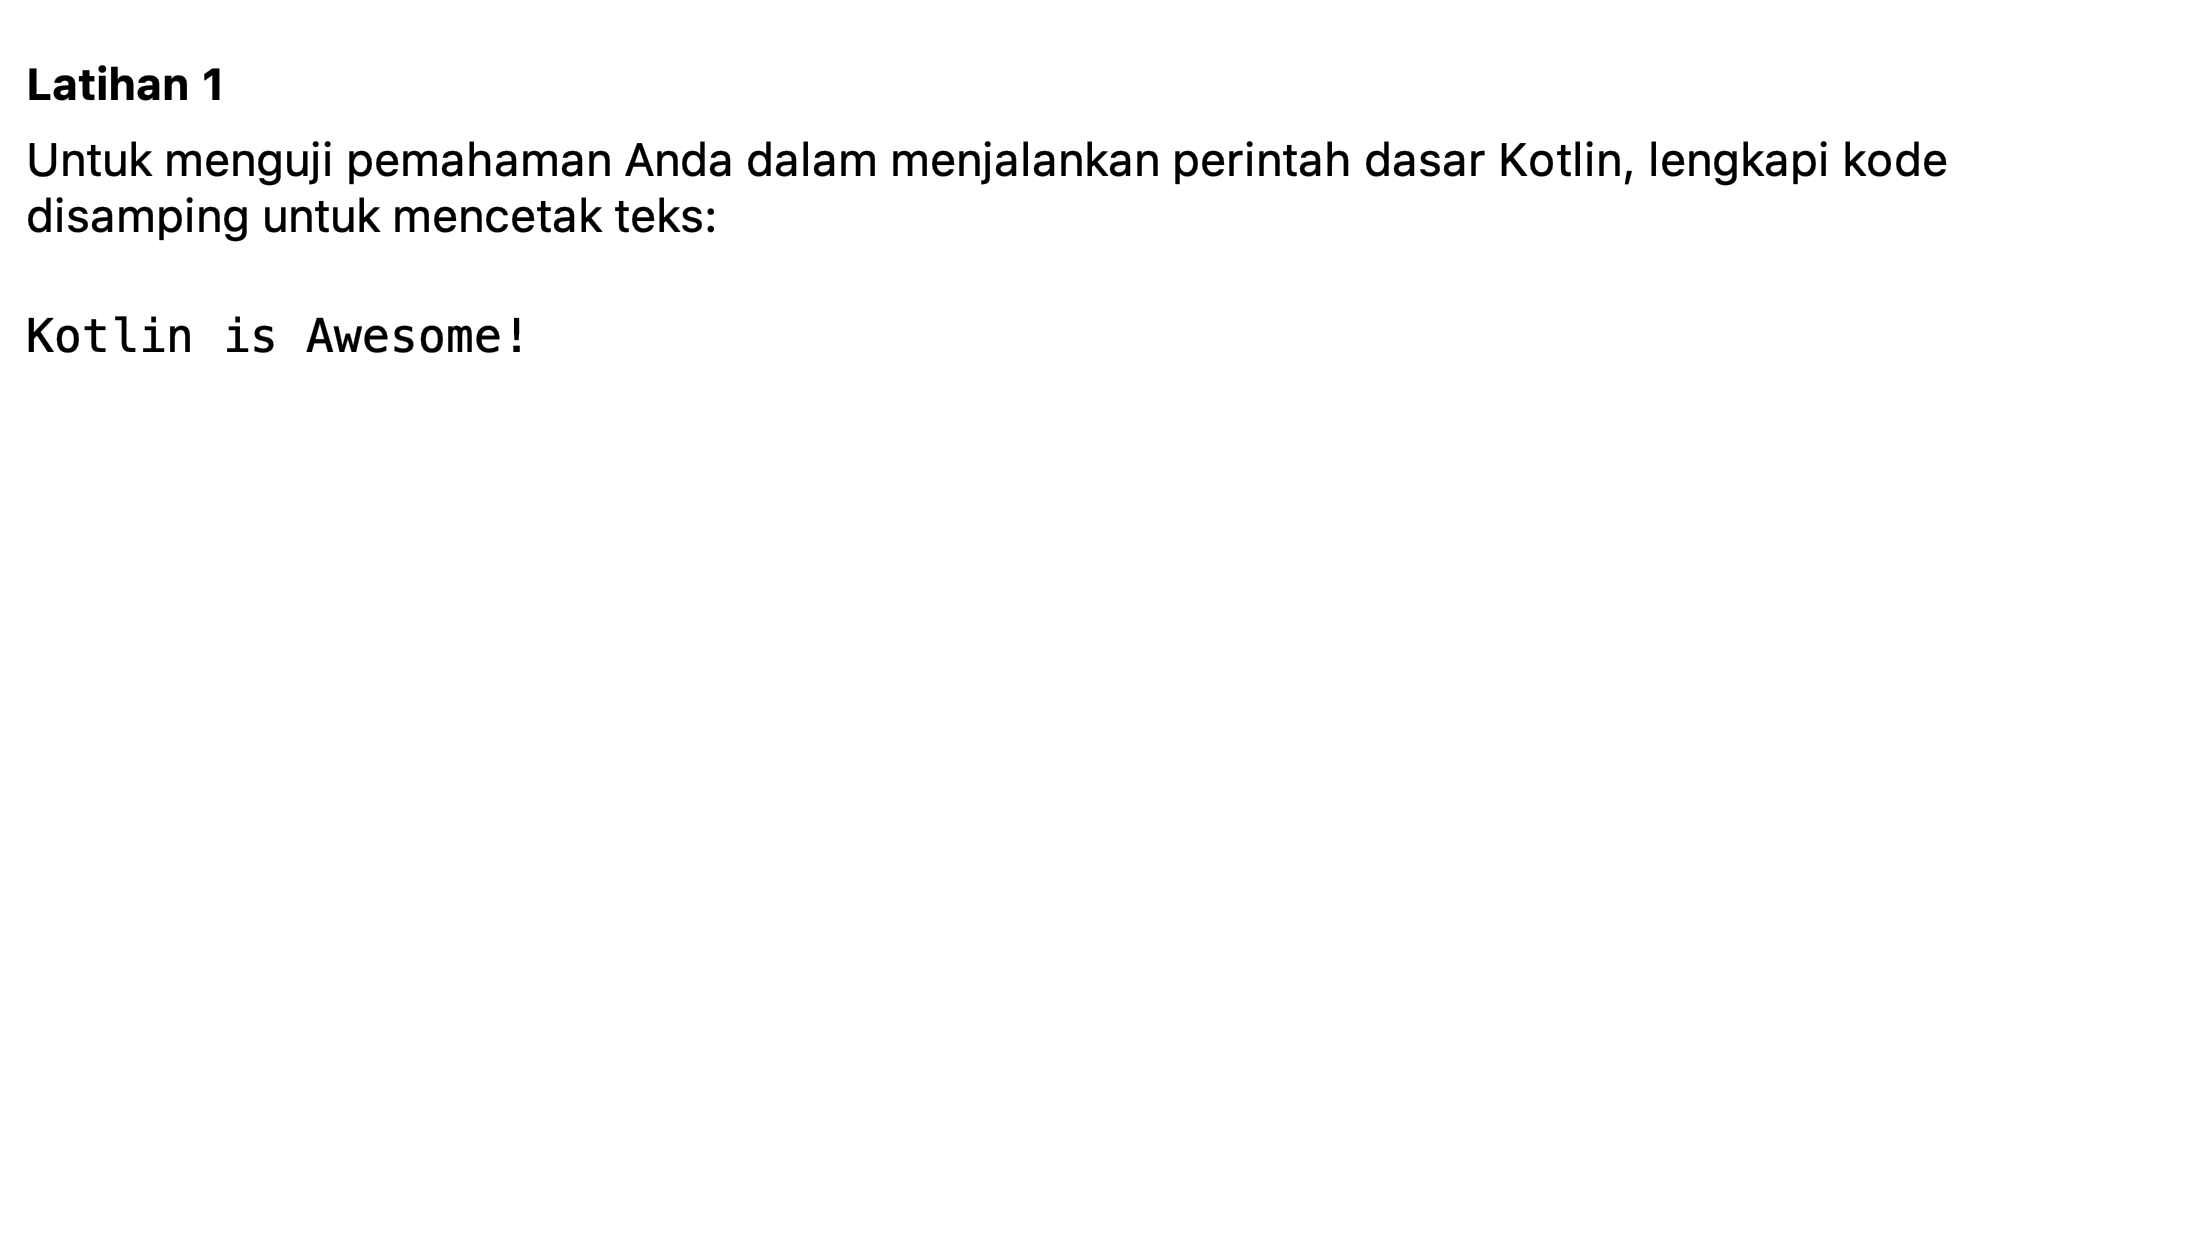 Latihan 1
Untuk menguji pemahaman Anda dalam menjalankan perintah dasar Kotlin, lengkapi kode
disamping untuk mencetak teks:
Kotlin is Awesome!